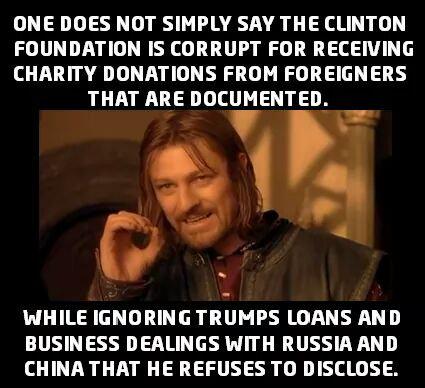 ONE DOES NOT SIMPLY SAY THE CLINTON
FOUNDATION IS CORRUPT FOR RECEIVING
CHARITY DONATIONS FROM FOREIGNERS
THAT ARE DOCUMENTED.
WHILE IGNORING TRUMPS LOANS AND
BUSINESS DEALINGS WITH RUSSIA AND
CHINA THAT HE REFUSES TO DISCLOSE.